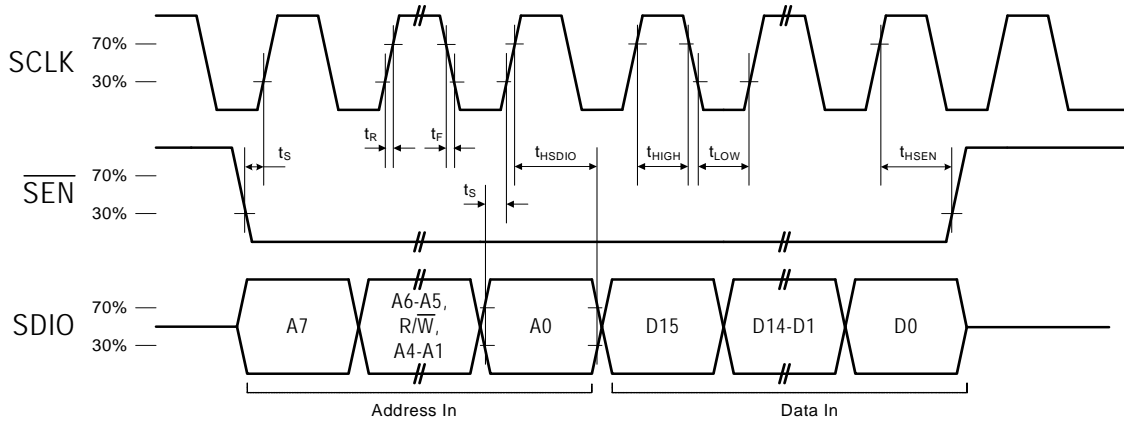 SCLK
70%
30%
tR
tF
tHSDIO
tHIGH
tLOW
tHSEN
tS
SEN
70%
30%
tS
SDIO
70%
30%
A7
A6-A5,
R/W,
A4-A1
A0
D15
D14-D1
D0
Address In
Data In